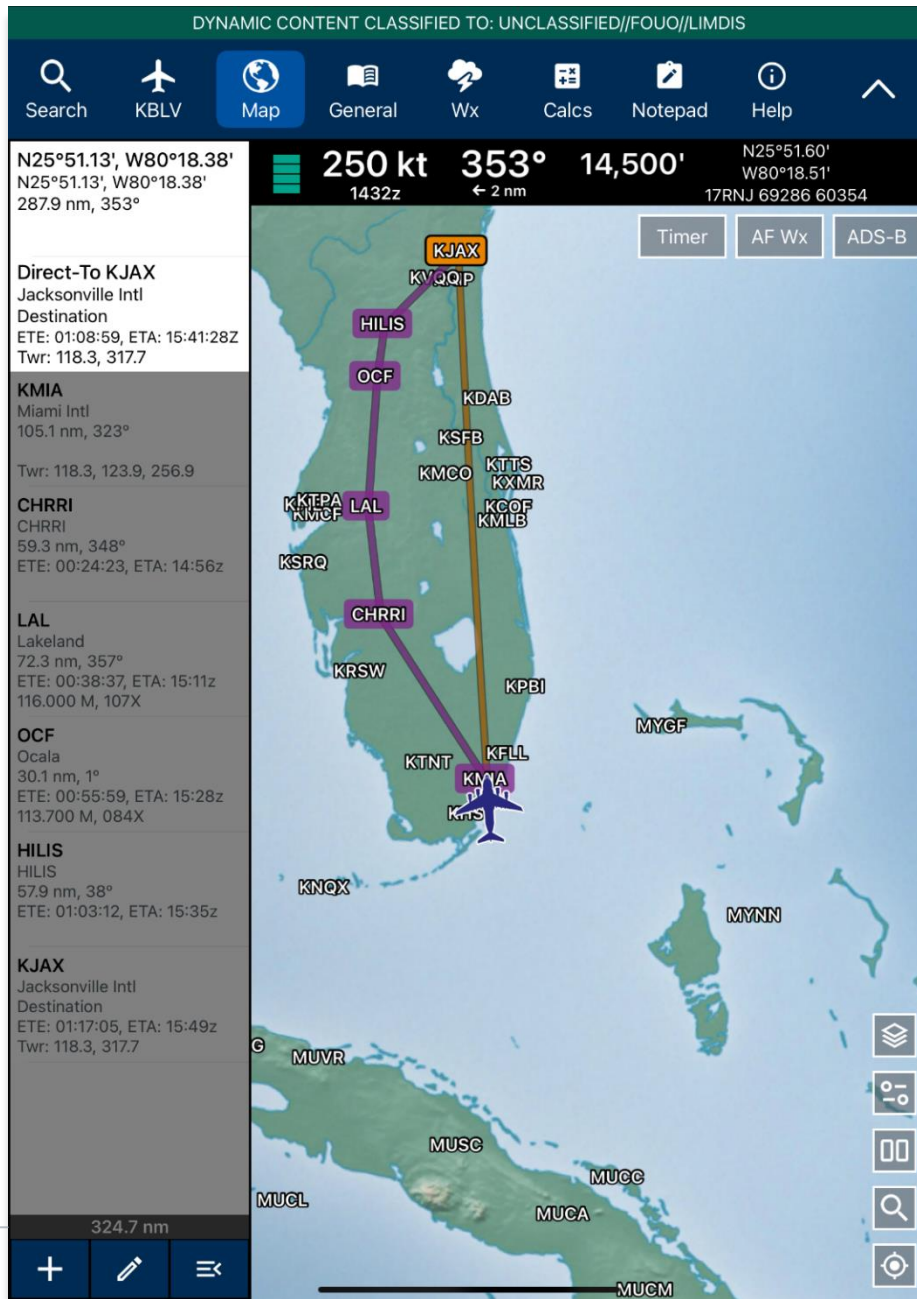 DYNAMIC CONTENT CLASSIFIED TO: UNCLASSIFIED//FOUO//LIMDIS
Search
KBLV
Map
General
Wx
Calcs
Notepad
Help
N25°51.13', W80°18.38'
N25°51.13', W80°18.38'
287.9 nm, 353°
Direct-To KJAX
Jacksonville Intl
Destination
ETE: 01:08:59, ETA: 15:41:28Z
Twr: 118.3, 317.7
KMIA
Miami Intl
105.1 nm, 323°
Twr: 118.3, 123.9, 256.9
CHRRI
CHRRI
59.3 nm, 348°
ETE: 00:24:23, ETA: 14:56z
LAL
Lakeland
72.3 nm, 357°
ETE: 00:38:37, ETA: 15:11z
116.000 M, 107X
OCF
Ocala
30.1 nm, 1°
ETE: 00:55:59, ETA: 15:28z
113.700 M, 084X
HILIS
HILIS
57.9 nm, 38°
ETE: 01:03:12, ETA: 15:35z
KJAX
Jacksonville Intl
Destination
ETE: 01:17:05, ETA: 15:49z
Twr: 118.3, 317.7
324.7 nm
250 kt
1432z
353°
← 2 nm
14,500'
N25°51.60'
W80°18.51'
17RNJ 69286 60354
Timer
AF Wx
ADS-B
KJAX
HILIS
OCF
KDAB
KSFB
KMCO
KTTS
KXMR
KTPA
KMCF
LAL
KCOF
KMLB
KSRQ
CHRRI
KRSW
KPBI
MYGF
KTNT
KFLL
KMIA
KNQX
MYNN
G
MUVR
MUSC
MUCC
MUCL
MUCA
MUCM